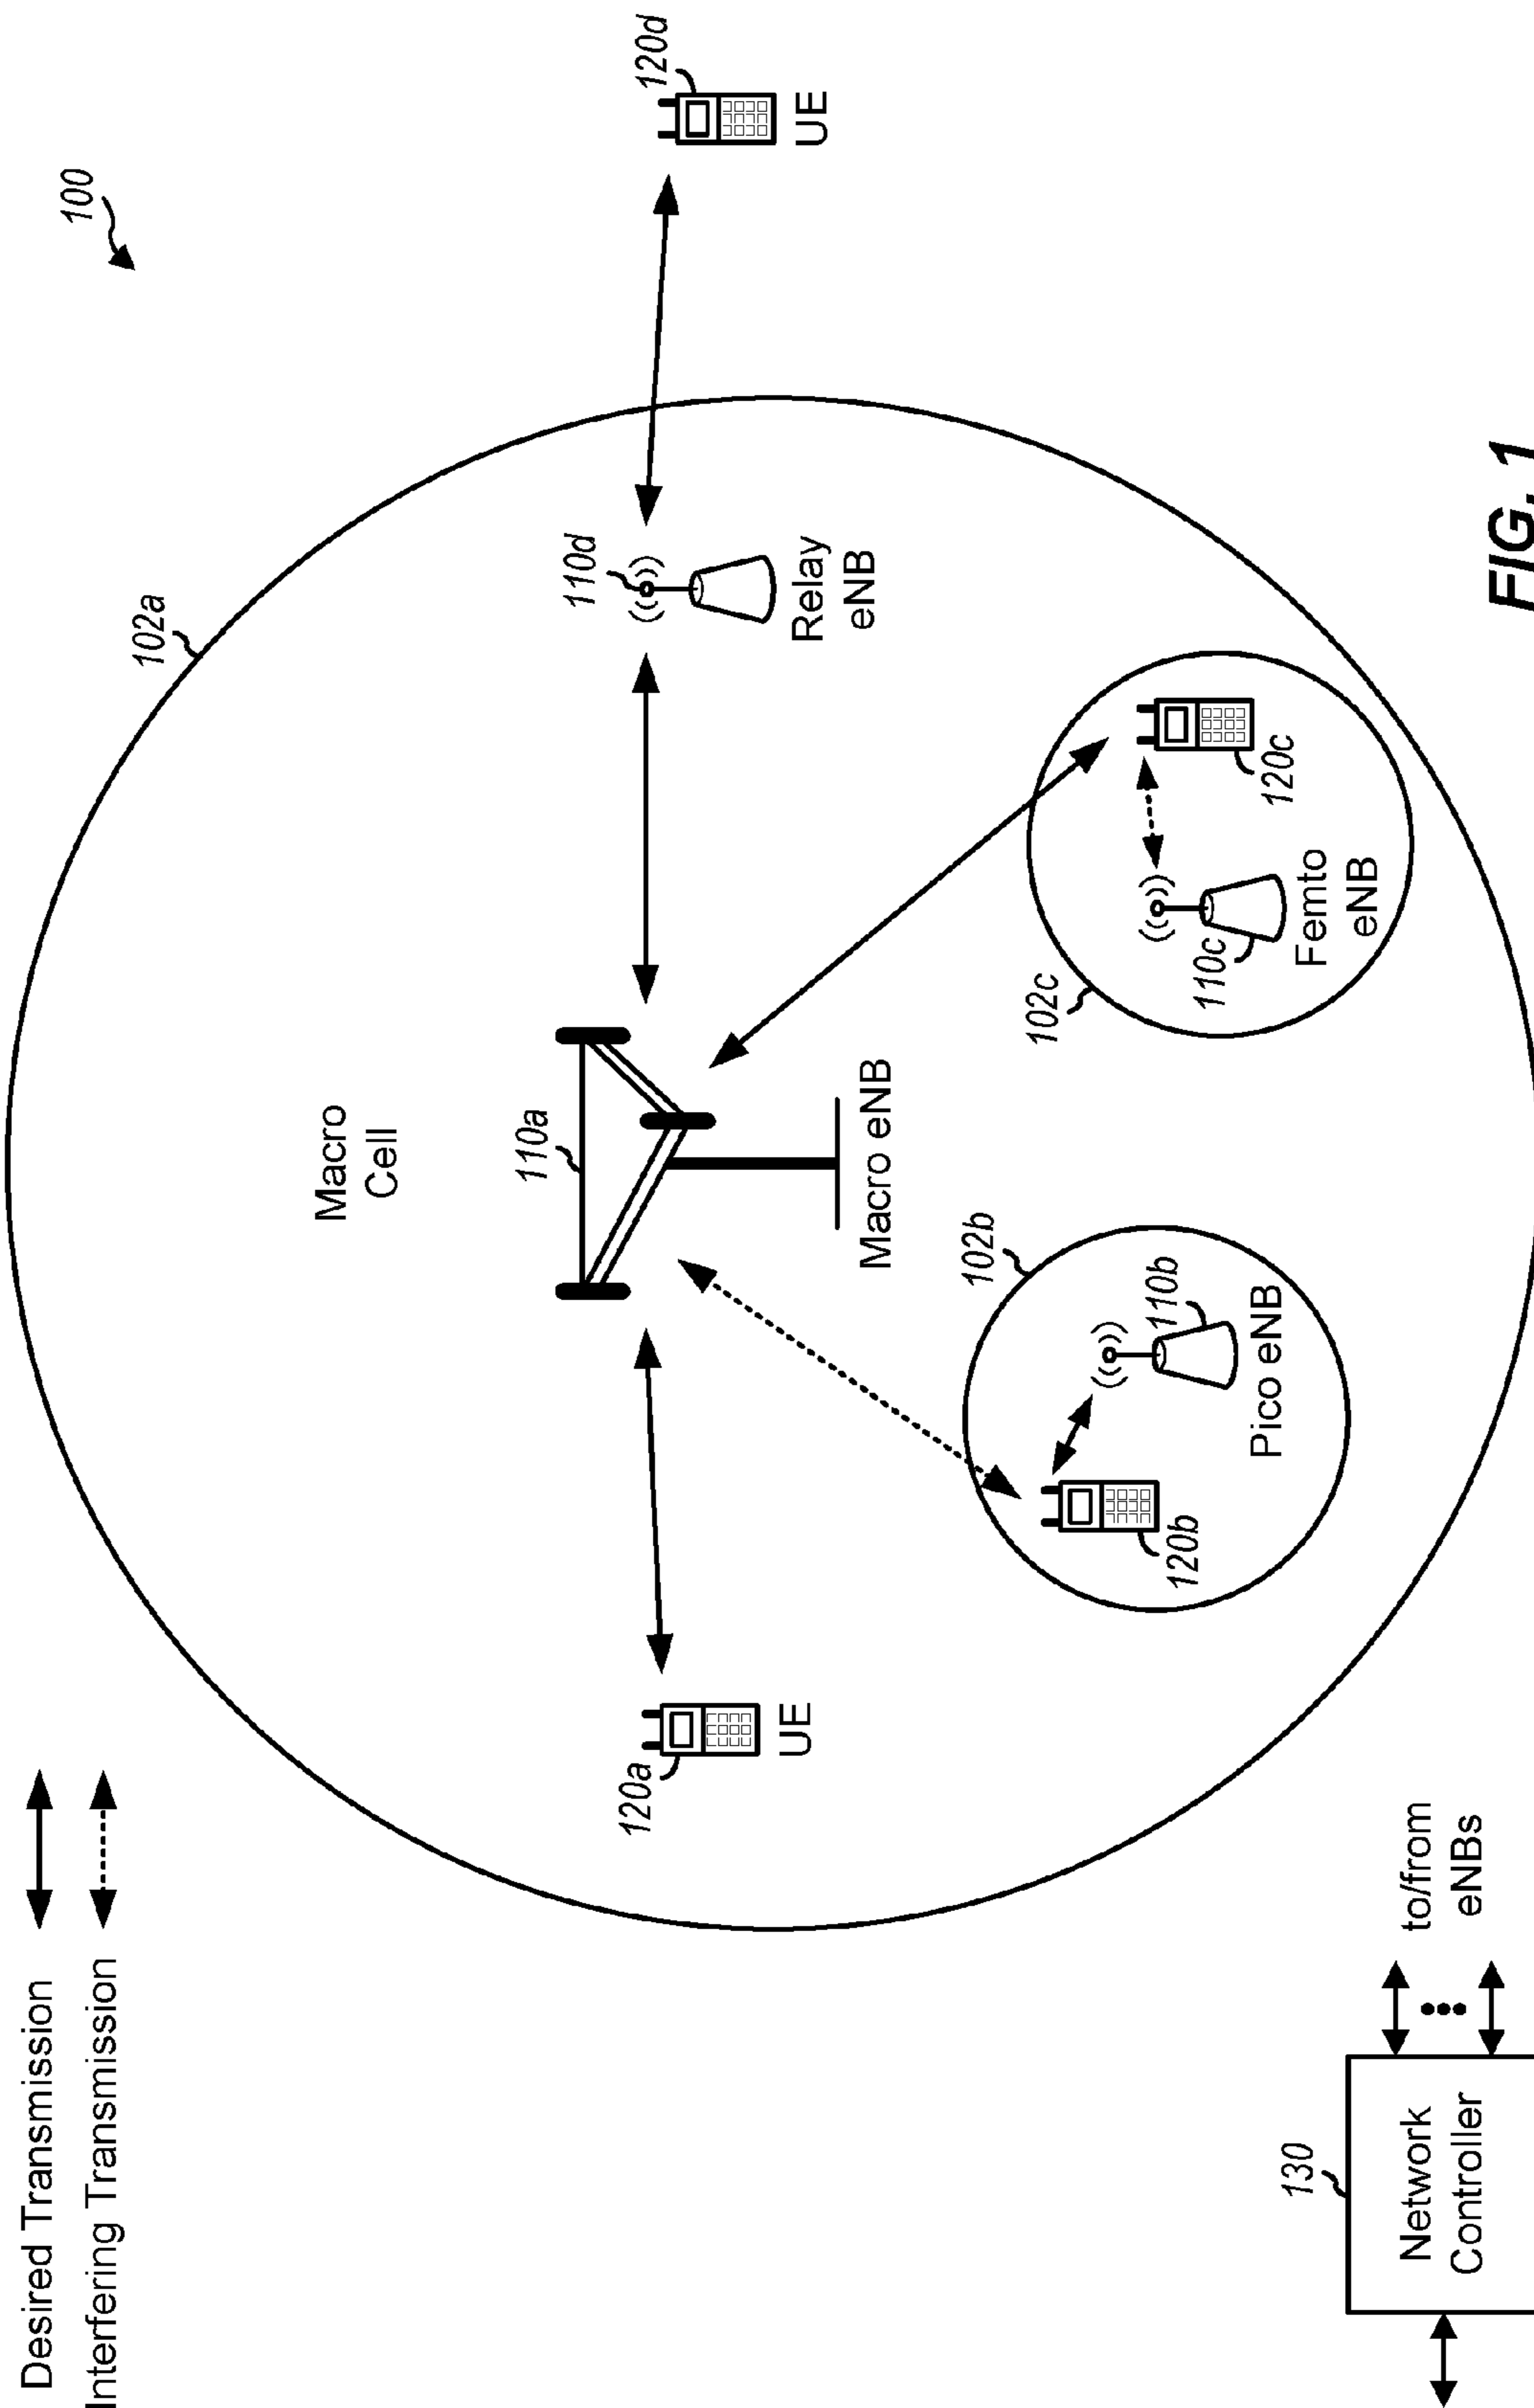 Desired Transmission
Interfering Transmission
100
102a
Macro
Cell
110a
110d
120d
120a
UE
Macro eNB
Relay
eNB
UE
102b
102c
120b
110b
Pico eNB
110c
120c
Femto
eNB
130
Network
Controller
to/from
eNBs
FIG. 1